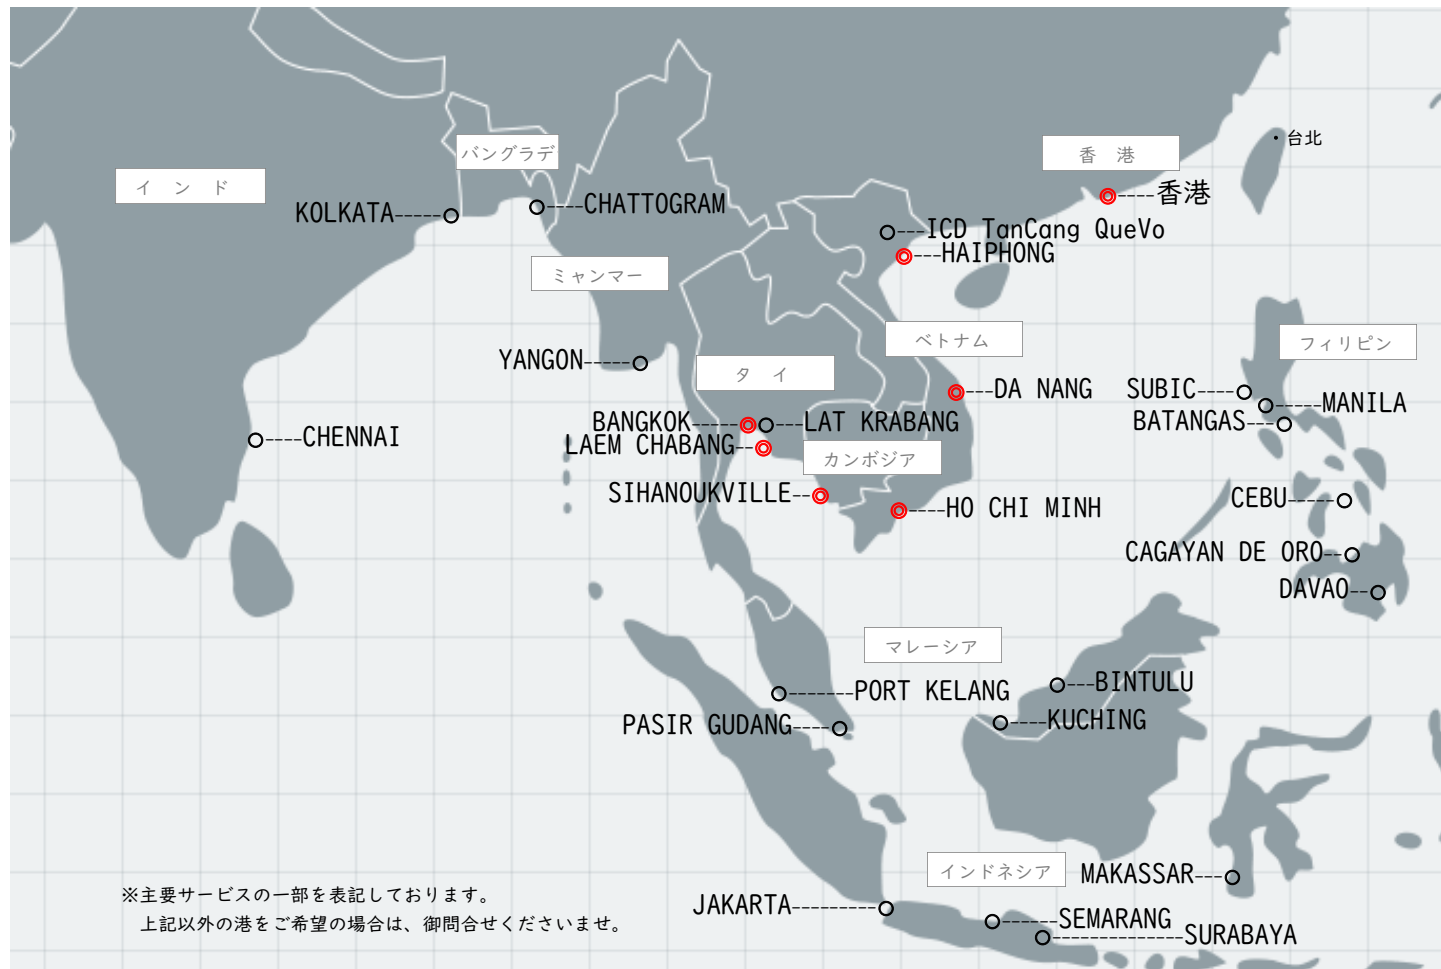 ・台北
バングラデ
香　港
イ　ン　ド
香港
CHATTOGRAM
KOLKATA
ICD TanCang QueVo
HAIPHONG
ミャンマー
ベトナム
フィリピン
YANGON
タ　イ
DA NANG
SUBIC
MANILA
BANGKOK
LAT KRABANG
BATANGAS
CHENNAI
LAEM CHABANG
カンボジア
SIHANOUKVILLE
HO CHI MINH
CEBU
CAGAYAN DE ORO
DAVAO
マレーシア
PORT KELANG
BINTULU
PASIR GUDANG
KUCHING
インドネシア
MAKASSAR
※主要サービスの一部を表記しております。
上記以外の港をご希望の場合は、御問合せくださいませ。
JAKARTA
SEMARANG
SURABAYA